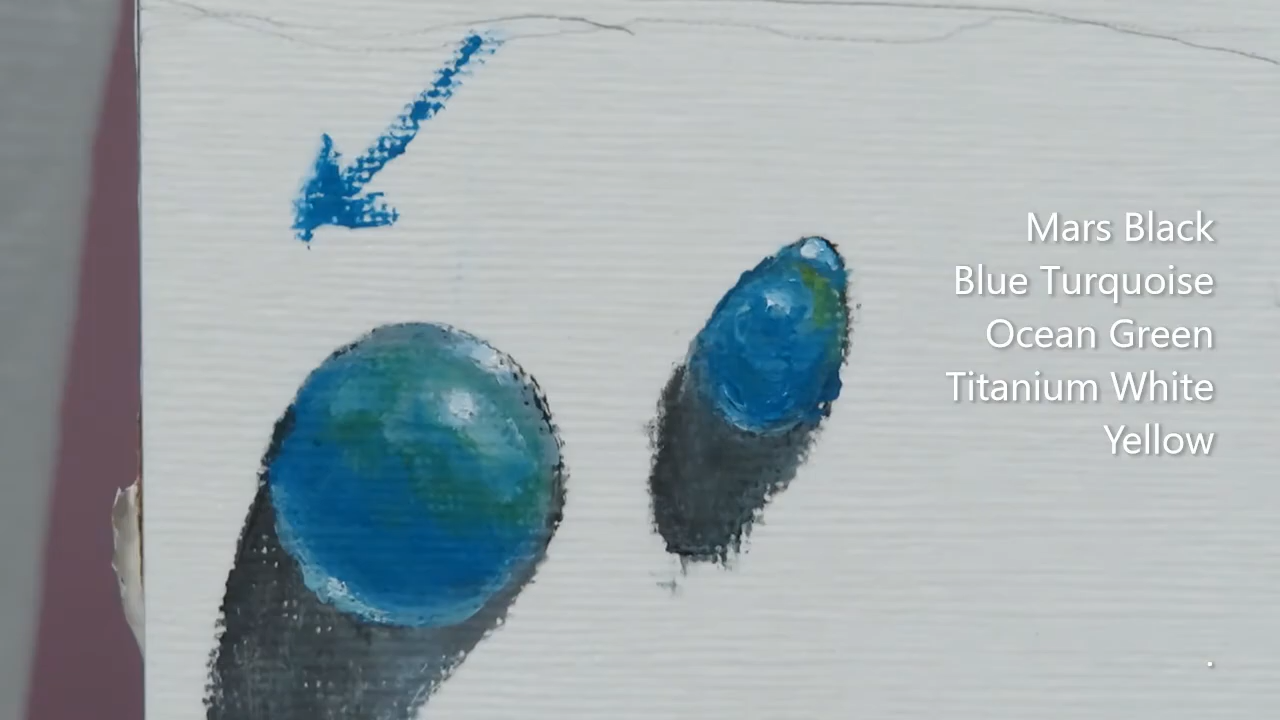 Mars Black
Blue Turquoise
Ocean Green
Titanium White
Yellow
.